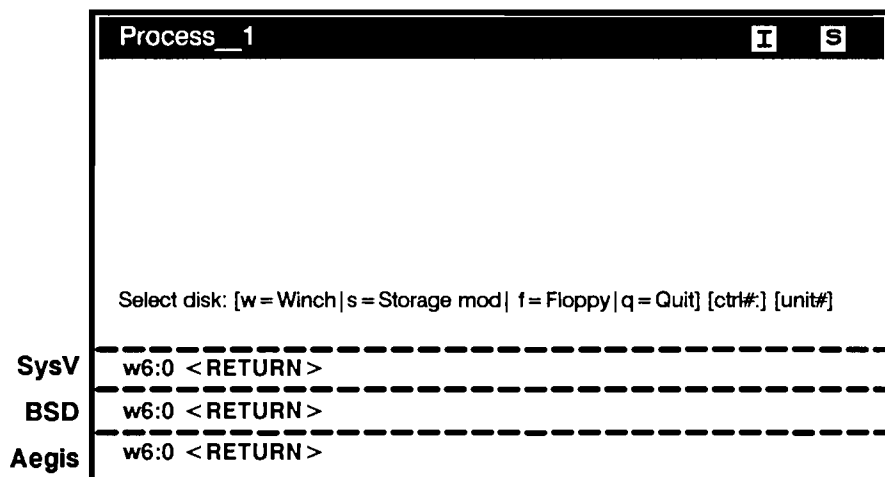 Process__1 I S
Select disk: [w=Winch|s=Storage mod| f=Floppy|q=Quit] [ctrl#:] [unit#]
SysV w6:0 <RETURN>
BSD w6:0 <RETURN>
Aegis w6:0 <RETURN>